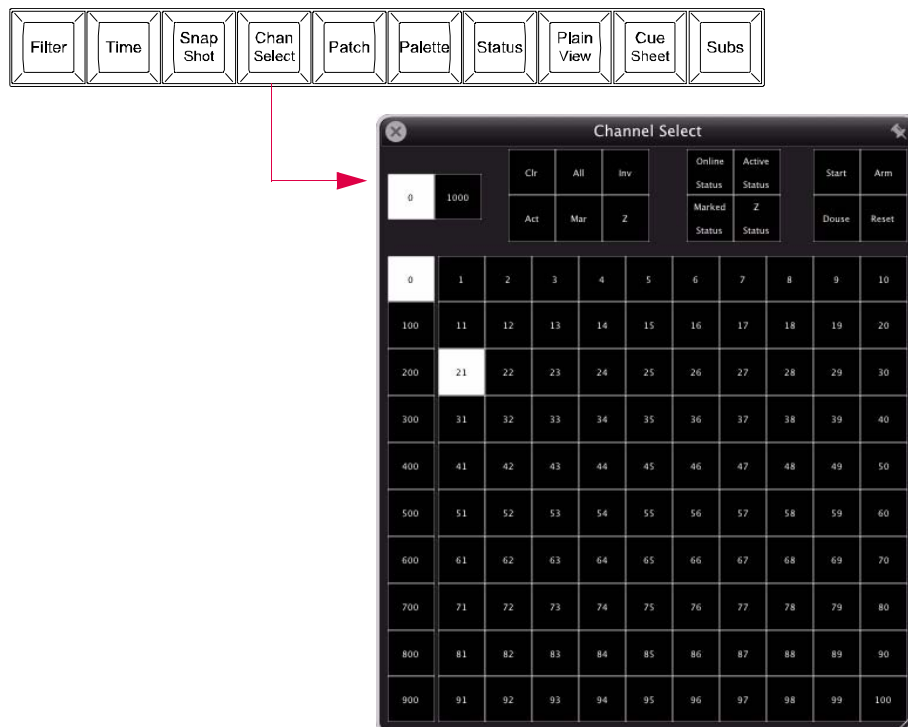 Filter Time Snap Shot Chan Select Patch Palette Status Plain View Cue Sheet Subs
Channel Select
0 1000
Clr All Inv
Act Mar Z
Online Status Active Status
Marked Status Z Status
Start Arm
Douse Reset
0 1 2 3 4 5 6 7 8 9 10
100 11 12 13 14 15 16 17 18 19 20
200 21 22 23 24 25 26 27 28 29 30
300 31 32 33 34 35 36 37 38 39 40
400 41 42 43 44 45 46 47 48 49 50
500 51 52 53 54 55 56 57 58 59 60
600 61 62 63 64 65 66 67 68 69 70
700 71 72 73 74 75 76 77 78 79 80
800 81 82 83 84 85 86 87 88 89 90
900 91 92 93 94 95 96 97 98 99 100